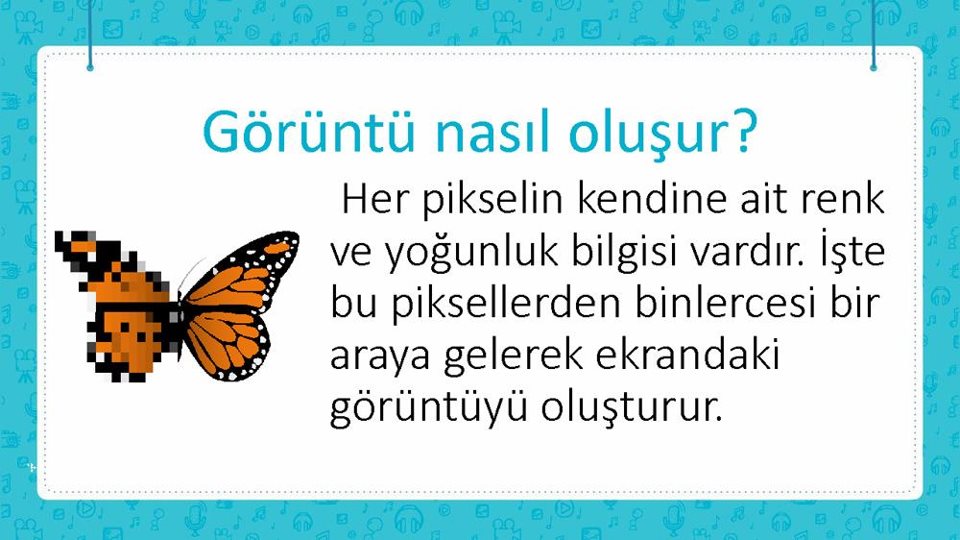 Görüntü nasıl oluşur?
Her pikselin kendine ait renk
ve yoğunluk bilgisi vardır. İşte
bu piksellerden binlercesi bir
araya gelerek ekrandaki
görüntüyü oluşturur.